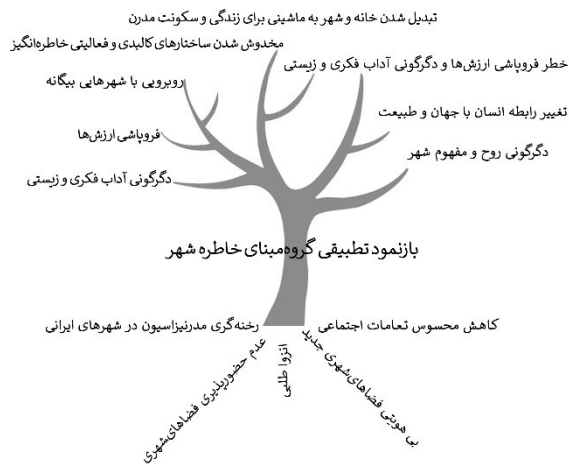 تبدیل شدن خانه و شهر به ماشینی برای زندگی و سکونت مدرن
مخدوش شدن ساختارهای کالبدی و فعالیتی خاطره‌انگیز
خطر فروپاشی ارزش‌ها و دگرگونی آداب فکری و زیستی
روبرویی با شهرهایی بیگانه
تغییر رابطه انسان با جهان و طبیعت
فروپاشی ارزش‌ها
دگرگونی روح و مفهوم شهر
دگرگونی آداب فکری و زیستی
بازنمود تطبیقی گروه‌مبنای خاطره شهر
کاهش محسوس تعامات اجتماعی
رخنه‌گری مدرنیزاسیون در شهرهای ایرانی
بی هویتی فضاهای‌شهری جدید
انزوا طلبی
عدم حضورپذیری فضاهای‌شهری